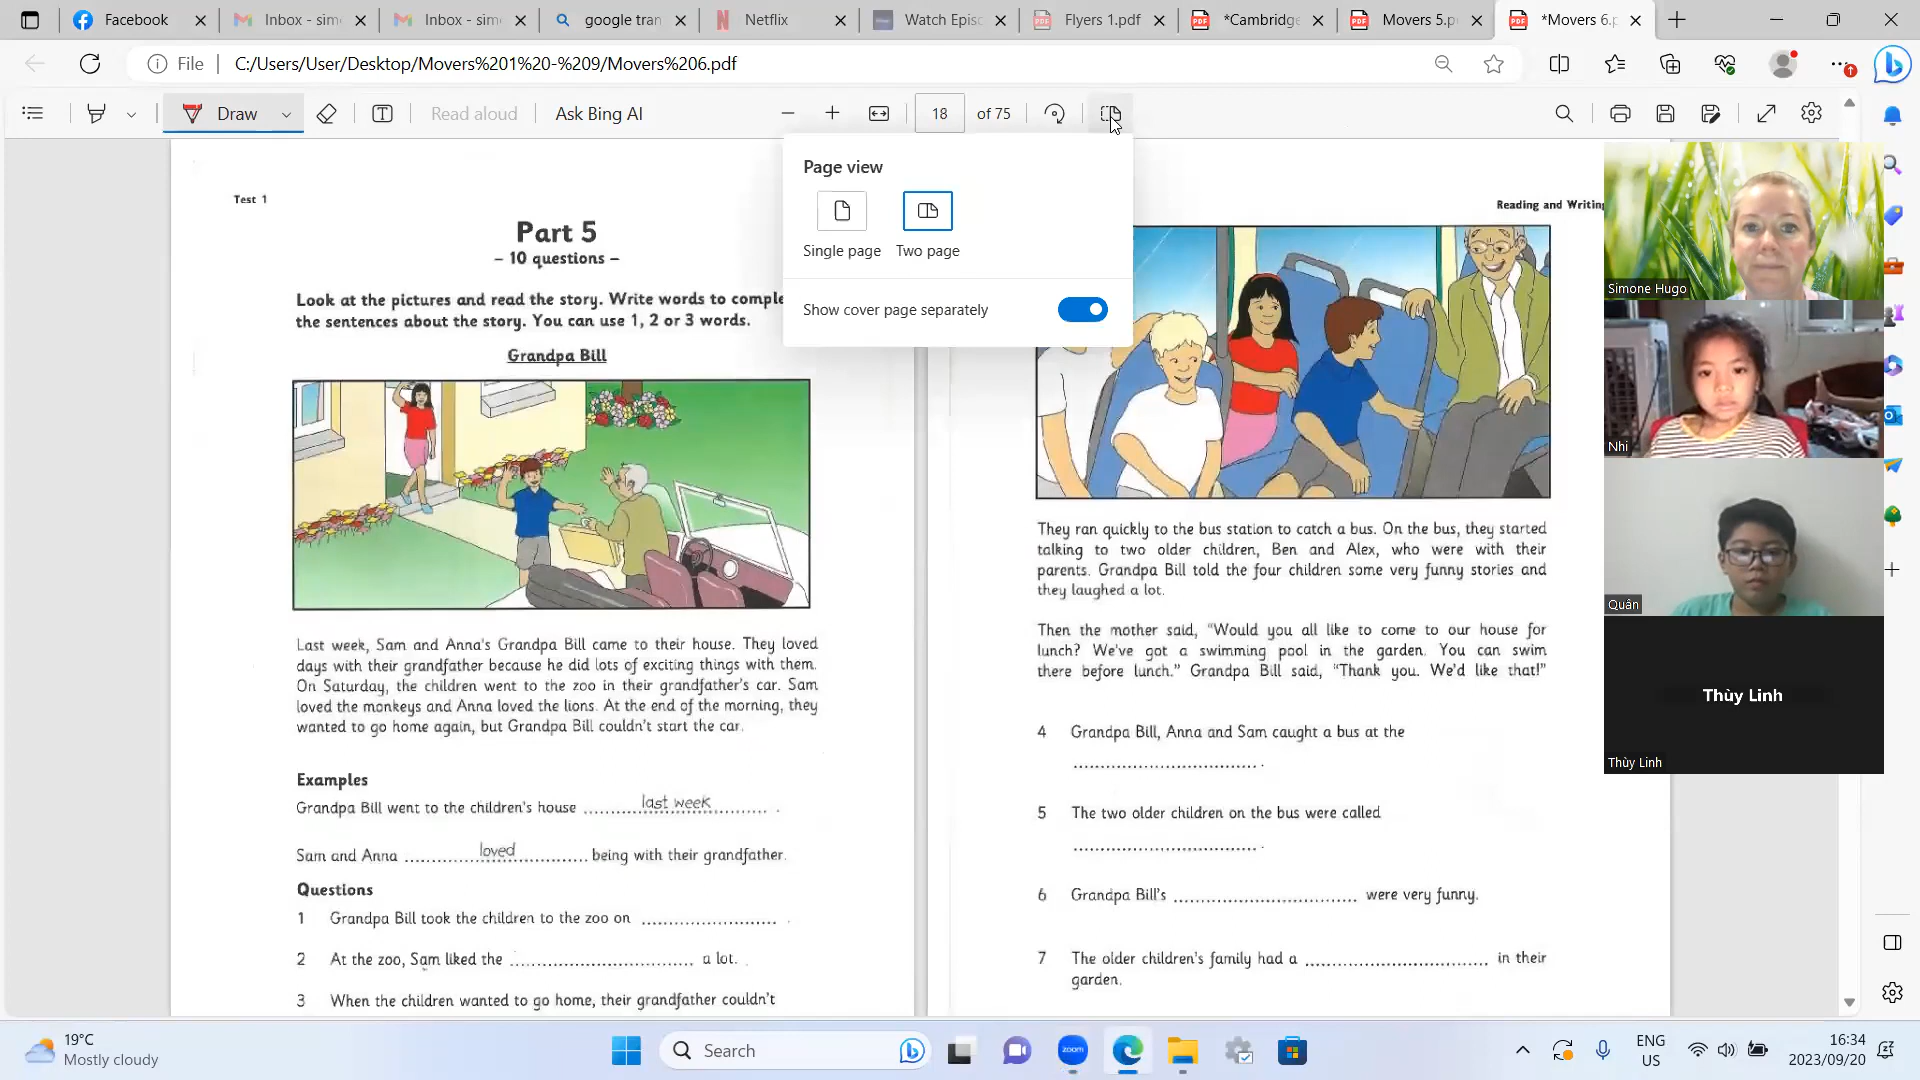 Facebook
Inbox - sim
Inbox - sim
google tran
Netflix
Watch Episo
Flyers 1.pdf
*Cambridge
Movers 5.p
*Movers 6.p
File
C:/Users/User/Desktop/Movers%201%20-%209/Movers%206.pdf
Draw
Read aloud
Ask Bing AI
18
of 75
Page view
Single page
Two page
Show cover page separately
Test 1
Part 5
– 10 questions –
Look at the pictures and read the story. Write words to comple
the sentences about the story. You can use 1, 2 or 3 words.
Grandpa Bill
Last week, Sam and Anna's Grandpa Bill came to their house. They loved
days with their grandfather because he did lots of exciting things with them.
On Saturday, the children went to the zoo in their grandfather's car. Sam
loved the monkeys and Anna loved the lions. At the end of the morning, they
wanted to go home again, but Grandpa Bill couldn't start the car.
Examples
Grandpa Bill went to the children's house last week .
Sam and Anna loved being with their grandfather.
Questions
1 Grandpa Bill took the children to the zoo on .................... .
2 At the zoo, Sam liked the .................... a lot.
3 When the children wanted to go home, their grandfather couldn't
Reading and Writing
They ran quickly to the bus station to catch a bus. On the bus, they started
talking to two older children, Ben and Alex, who were with their
parents. Grandpa Bill told the four children some very funny stories and
they laughed a lot.
Then the mother said, "Would you all like to come to our house for
lunch? We've got a swimming pool in the garden. You can swim
there before lunch." Grandpa Bill said, "Thank you. We'd like that!"
4 Grandpa Bill, Anna and Sam caught a bus at the
.................... .
5 The two older children on the bus were called
.................... .
6 Grandpa Bill's .................... were very funny.
7 The older children's family had a .................... in their
garden.
Simone Hugo
Nhi
Quân
Thùy Linh
Thùy Linh
19°C
Mostly cloudy
Search
zoom
ENG
US
16:34
2023/09/20